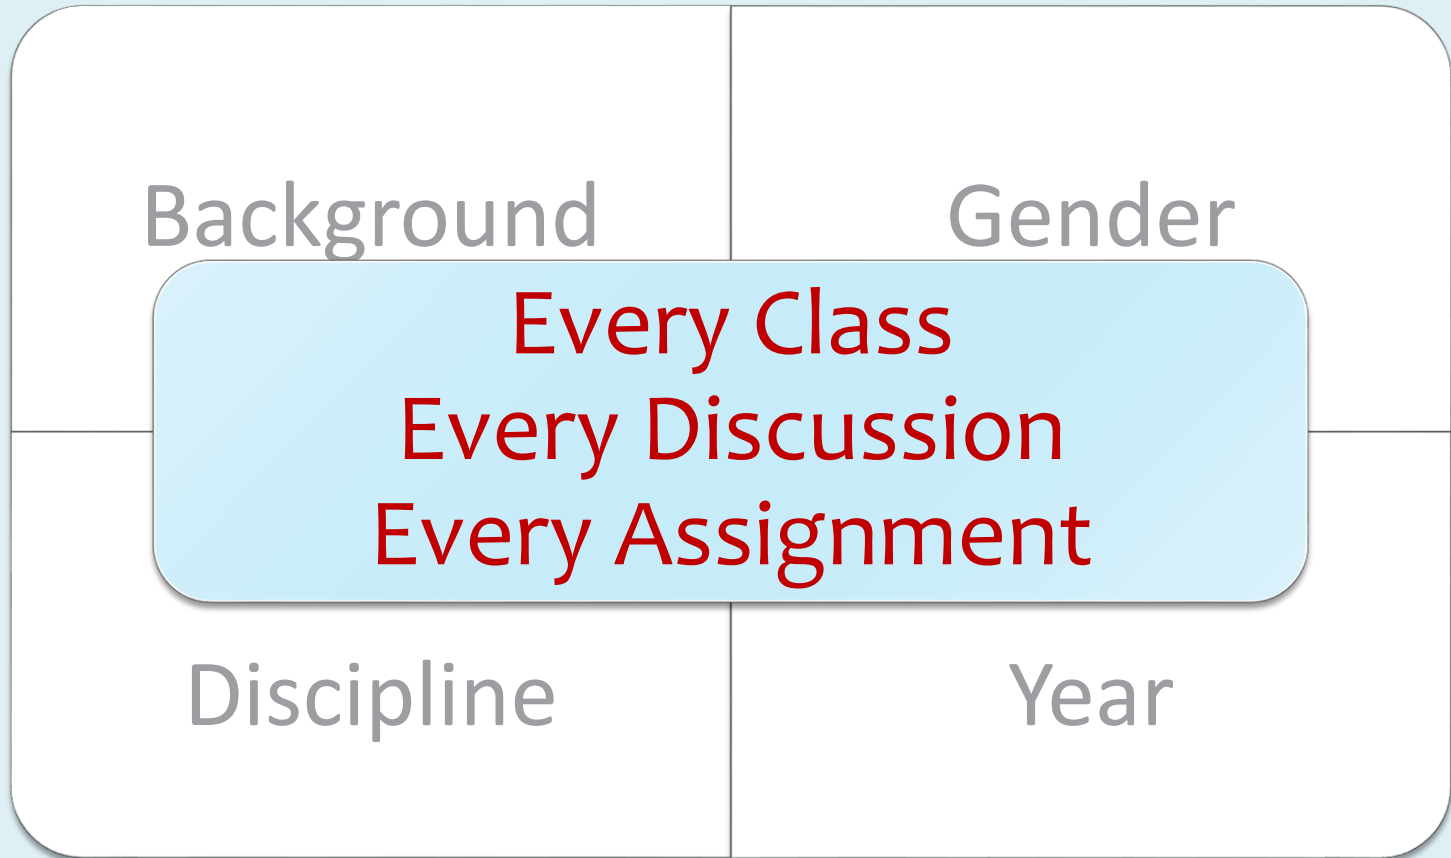 Background
Gender
Every Class
Every Discussion
Every Assignment
Discipline
Year